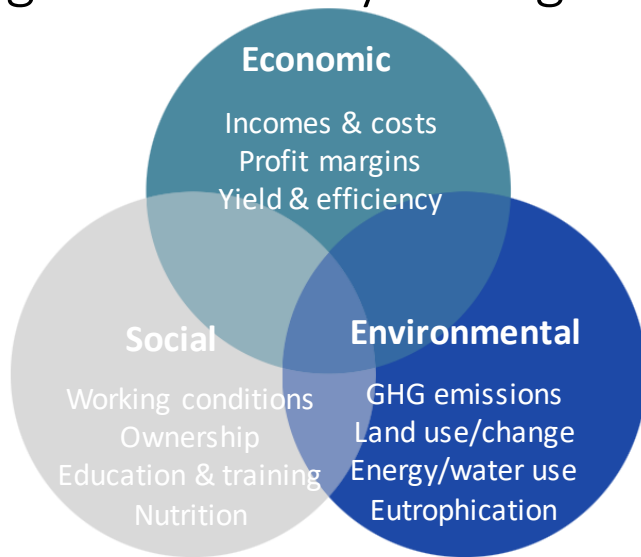 Economic
Incomes & costs
Profit margins
Yield & efficiency
Social
Working conditions
Ownership
Education & training
Nutrition
Environmental
GHG emissions
Land use/change
Energy/water use
Eutrophication